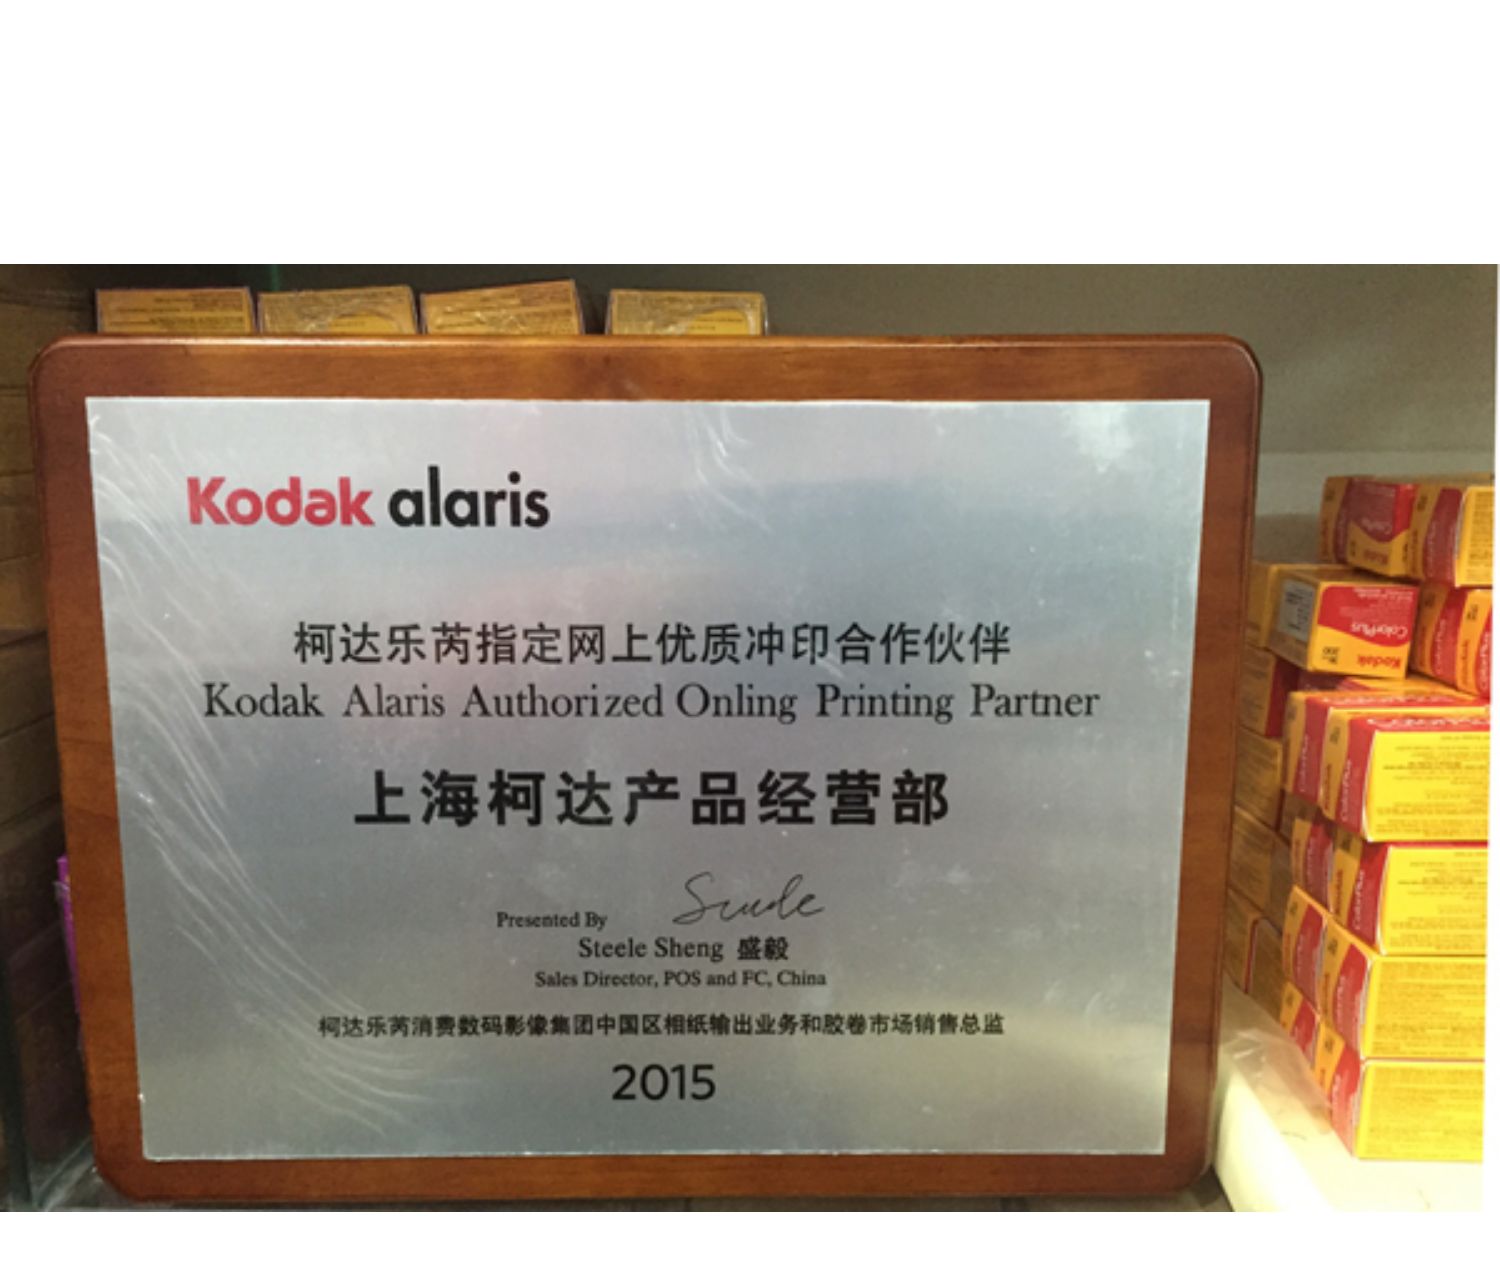 Kodak alaris
柯达乐芮指定网上优质冲印合作伙伴
Kodak Alaris Authorized Onling Printing Partner
上海柯达产品经营部
Presented By
Steele Sheng 盛毅
Sales Director, POS and FC, China
柯达乐芮消费数码影像集团中国区相纸输出业务和胶卷市场销售总监
2015
ColorPlus
Kodak
200